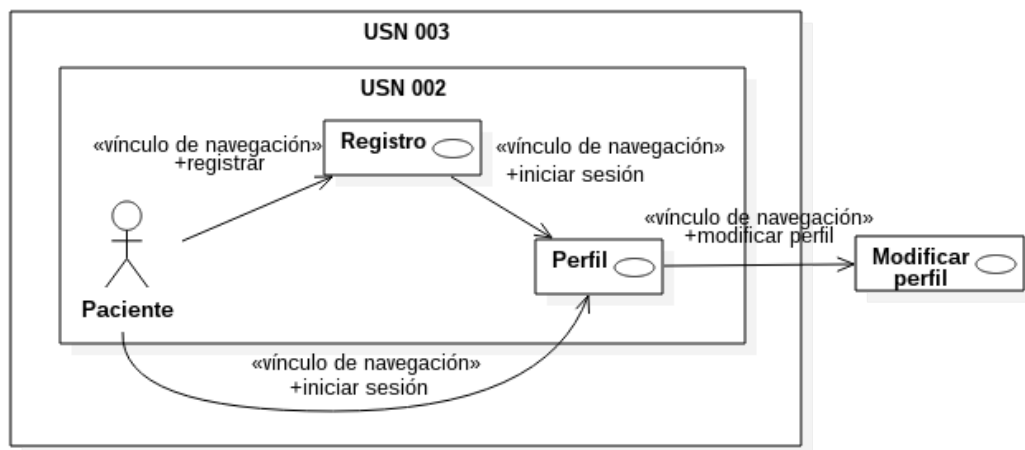 USN 003
USN 002
«vínculo de navegación»
+registrar
Registro
«vínculo de navegación»
+iniciar sesión
Paciente
Perfil
«vínculo de navegación»
+modificar perfil
Modificar
perfil
«vínculo de navegación»
+iniciar sesión